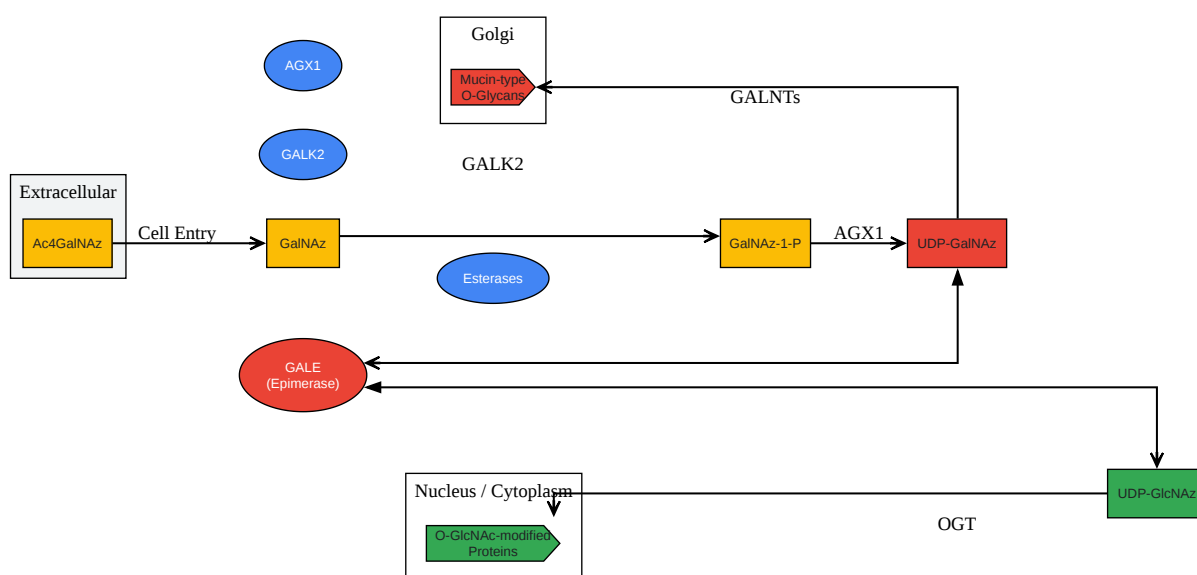 Golgi
AGX1
Mucin-type
O-Glycans
GALNTs
GALK2
GALK2
Extracellular
Ac4GalNAz
Cell Entry
GalNAz
GalNAz-1-P
AGX1
UDP-GalNAz
Esterases
GALE
(Epimerase)
Nucleus / Cytoplasm
UDP-GlcNAz
OGT
O-GlcNAc-modified
Proteins